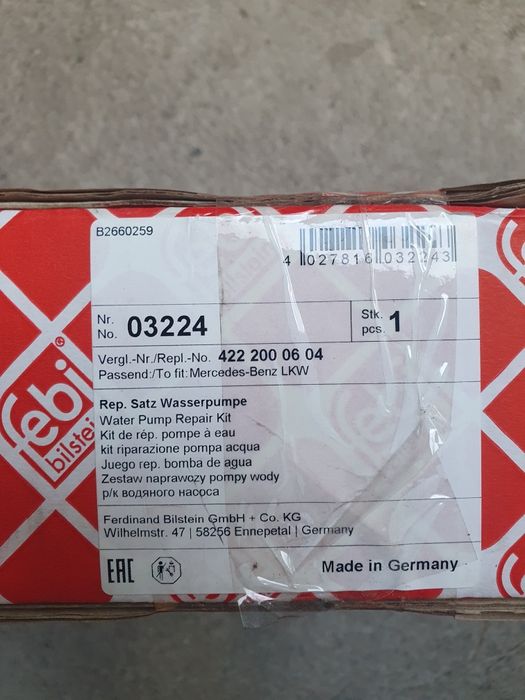 B2660259
4 027816 032243
Nr.
No. 03224
Stk.
pcs. 1
Vergl.-Nr./Repl.-No. 422 200 06 04
Passend:/To fit:Mercedes-Benz LKW
Rep. Satz Wasserpumpe
Water Pump Repair Kit
Kit de rép. pompe à eau
kit riparazione pompa acqua
Juego rep. bomba de agua
Zestaw naprawczy pompy wody
р/к водяного насоса
Ferdinand Bilstein GmbH + Co. KG
Wilhelmstr. 47 | 58256 Ennepetal | Germany
EAC
Made in Germany
febi
bilstein